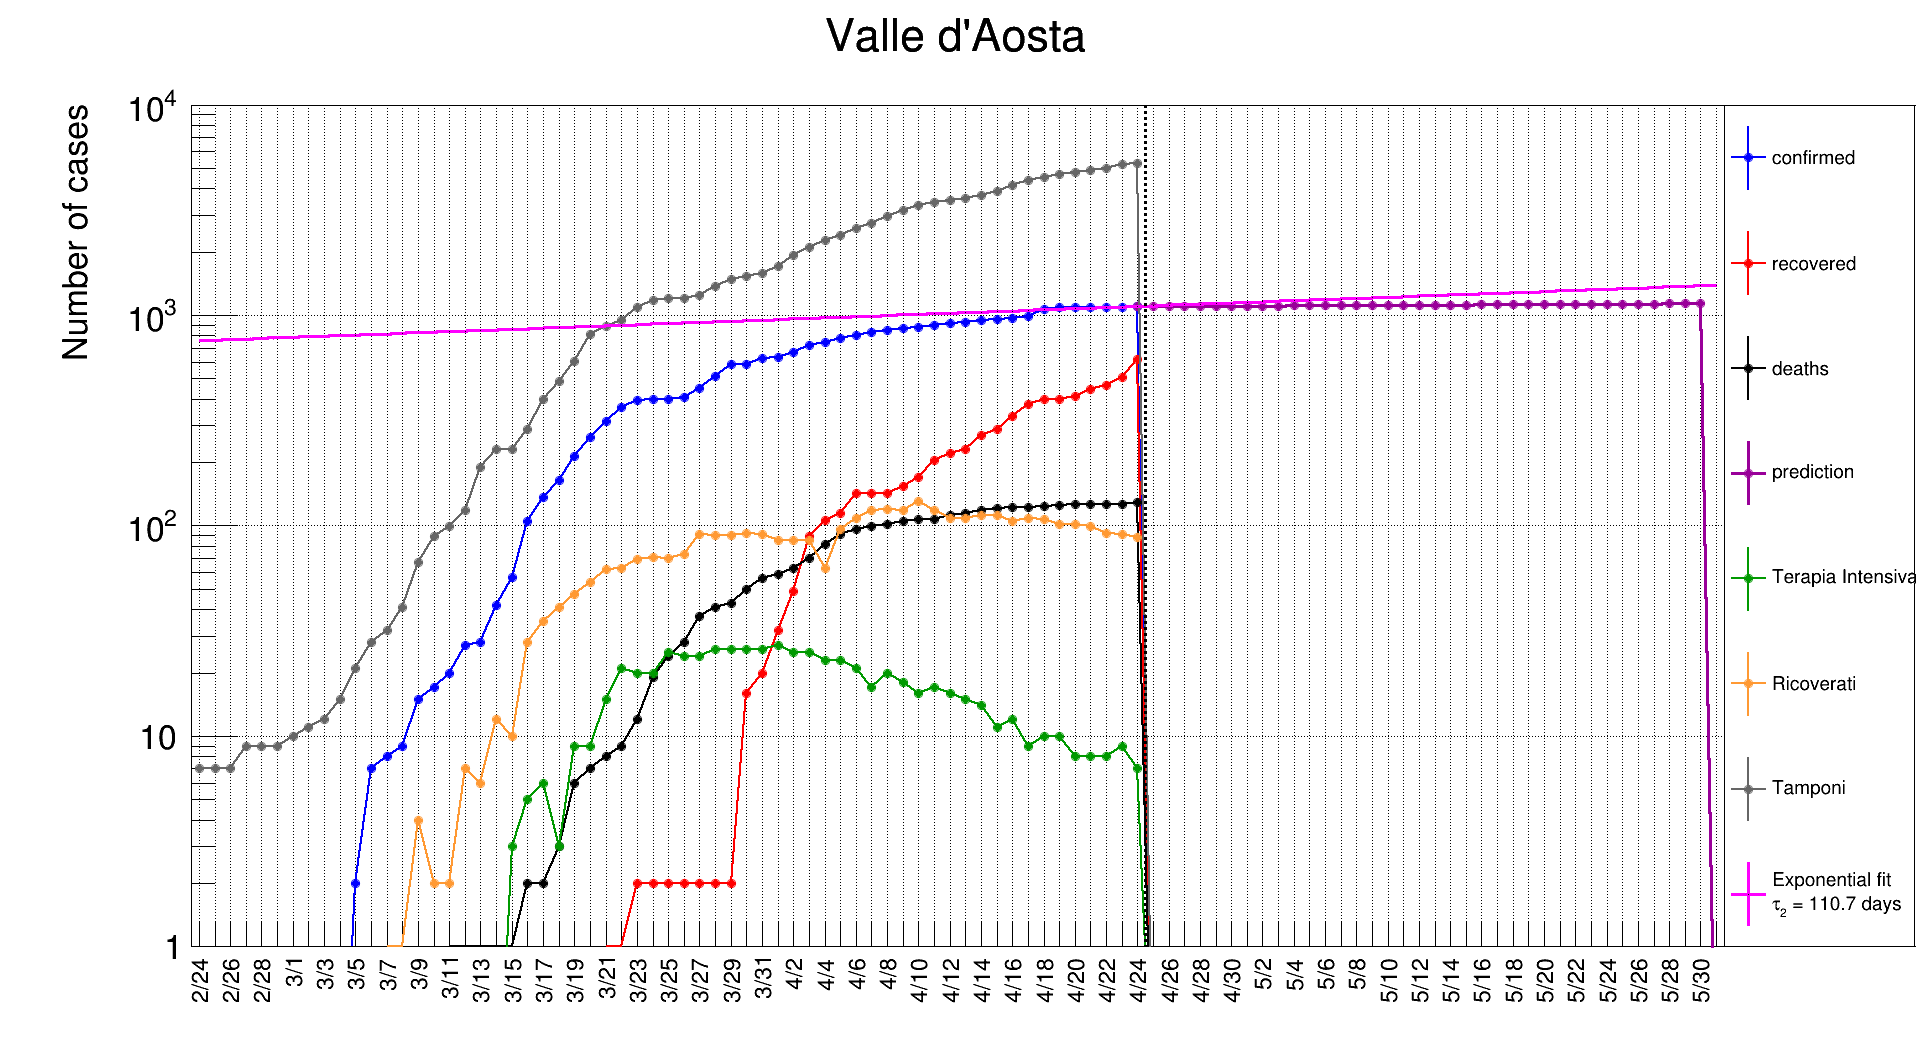 Valle d'Aosta
Number of cases
10⁴
10³
10²
10
1
2/24 2/26 2/28 3/1 3/3 3/5 3/7 3/9 3/11 3/13 3/15 3/17 3/19 3/21 3/23 3/25 3/27 3/29 3/31 4/2 4/4 4/6 4/8 4/10 4/12 4/14 4/16 4/18 4/20 4/22 4/24 4/26 4/28 4/30 5/2 5/4 5/6 5/8 5/10 5/12 5/14 5/16 5/18 5/20 5/22 5/24 5/26 5/28 5/30
confirmed
recovered
deaths
prediction
Terapia Intensiva
Ricoverati
Tamponi
Exponential fit
τ₂ = 110.7 days